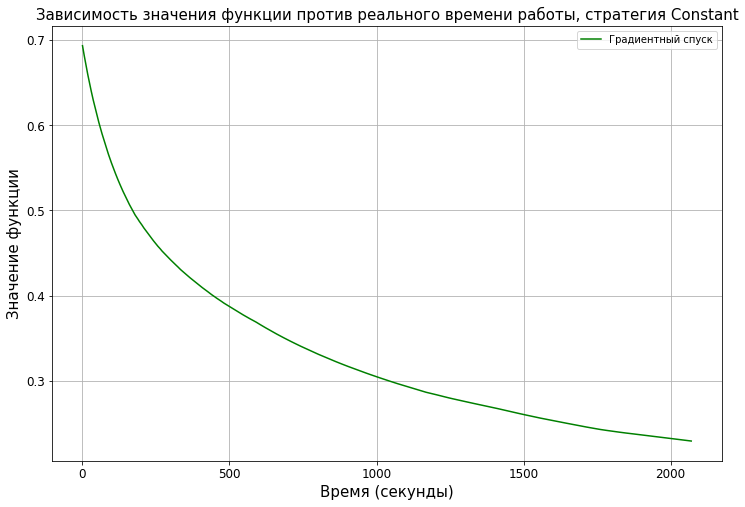 Зависимость значения функции против реального времени работы, стратегия Constant
Градиентный спуск
0.7
0.6
0.5
0.4
0.3
Значение функции
0
500
1000
1500
2000
Время (секунды)